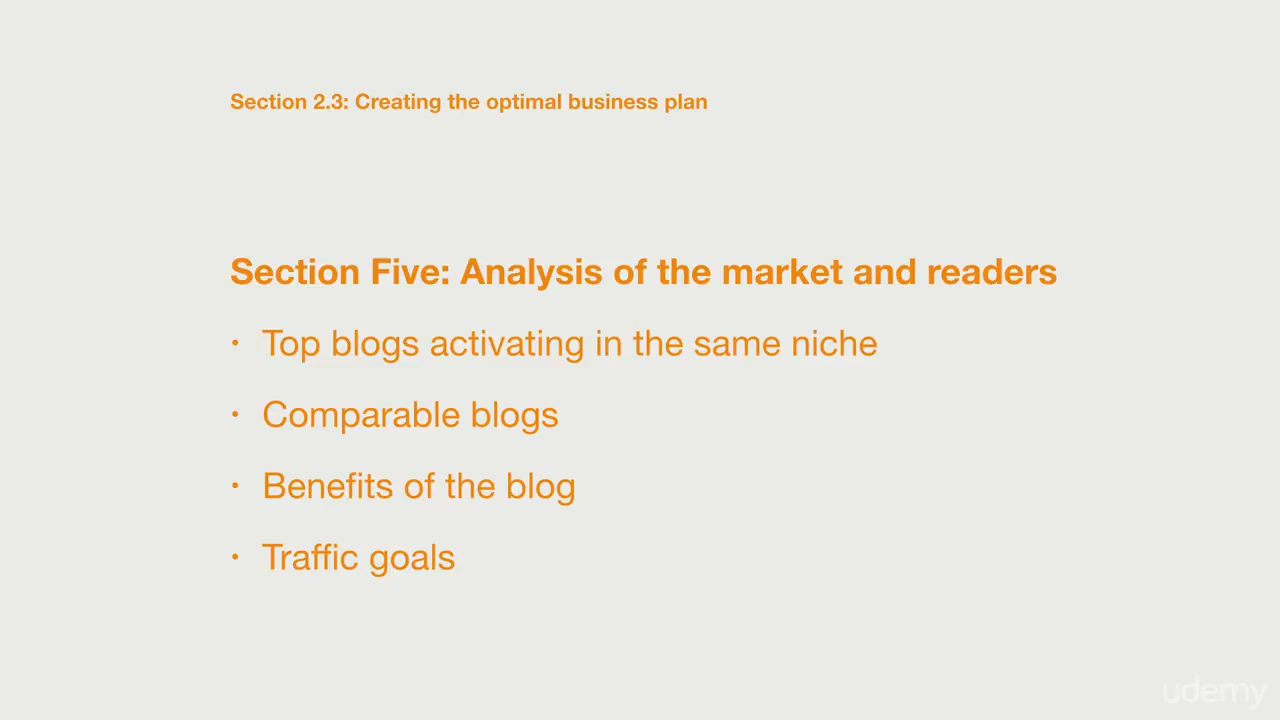 Section 2.3: Creating the optimal business plan
Section Five: Analysis of the market and readers
• Top blogs activating in the same niche
• Comparable blogs
• Benefits of the blog
• Traffic goals
udemy